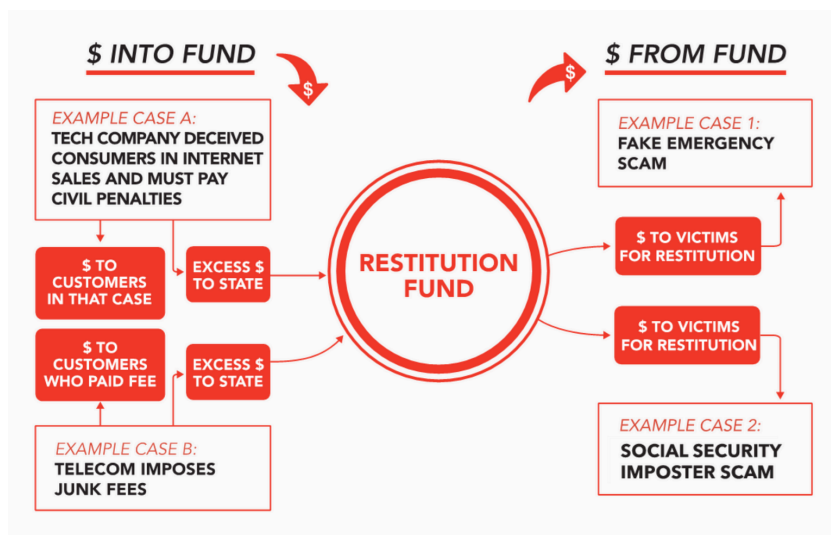 $ INTO FUND
$
EXAMPLE CASE A:
TECH COMPANY DECEIVED
CONSUMERS IN INTERNET
SALES AND MUST PAY
CIVIL PENALTIES
$ TO
CUSTOMERS
IN THAT CASE
EXCESS $
TO STATE
$ TO
CUSTOMERS
WHO PAID FEE
EXCESS $
TO STATE
EXAMPLE CASE B:
TELECOM IMPOSES
JUNK FEES
RESTITUTION
FUND
$
$ FROM FUND
EXAMPLE CASE 1:
FAKE EMERGENCY
SCAM
$ TO VICTIMS
FOR RESTITUTION
$ TO VICTIMS
FOR RESTITUTION
EXAMPLE CASE 2:
SOCIAL SECURITY
IMPOSTER SCAM